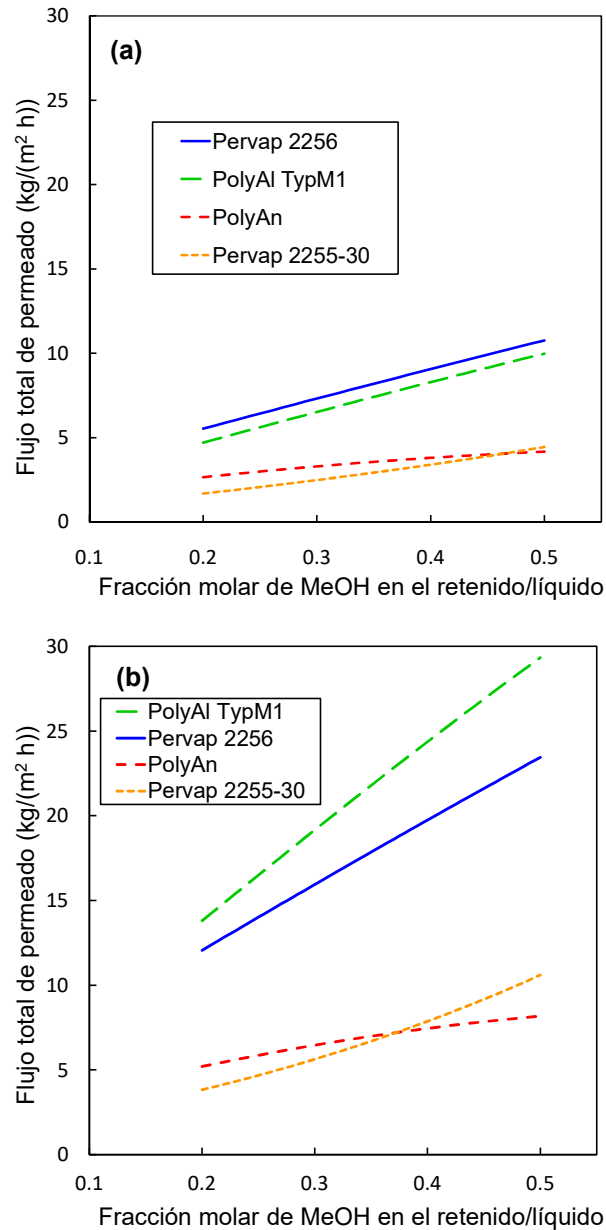 30
25
20
15
10
5
0
Flujo total de permeado (kg/(m² h))
(a)
Pervap 2256
PolyAl TypM1
PolyAn
Pervap 2255-30
0.1 0.2 0.3 0.4 0.5
Fracción molar de MeOH en el retenido/líquido
30
25
20
15
10
5
0
Flujo total de permeado (kg/(m² h))
(b)
PolyAl TypM1
Pervap 2256
PolyAn
Pervap 2255-30
0.1 0.2 0.3 0.4 0.5
Fracción molar de MeOH en el retenido/líquido